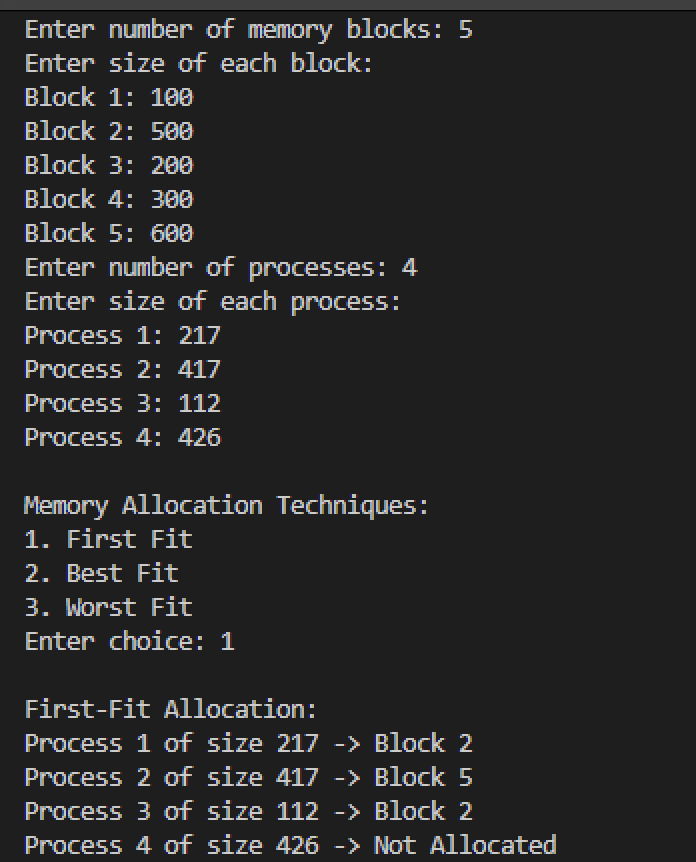 Enter number of memory blocks: 5
Enter size of each block:
Block 1: 100
Block 2: 500
Block 3: 200
Block 4: 300
Block 5: 600
Enter number of processes: 4
Enter size of each process:
Process 1: 217
Process 2: 417
Process 3: 112
Process 4: 426
Memory Allocation Techniques:
1. First Fit
2. Best Fit
3. Worst Fit
Enter choice: 1
First-Fit Allocation:
Process 1 of size 217 -> Block 2
Process 2 of size 417 -> Block 5
Process 3 of size 112 -> Block 2
Process 4 of size 426 -> Not Allocated